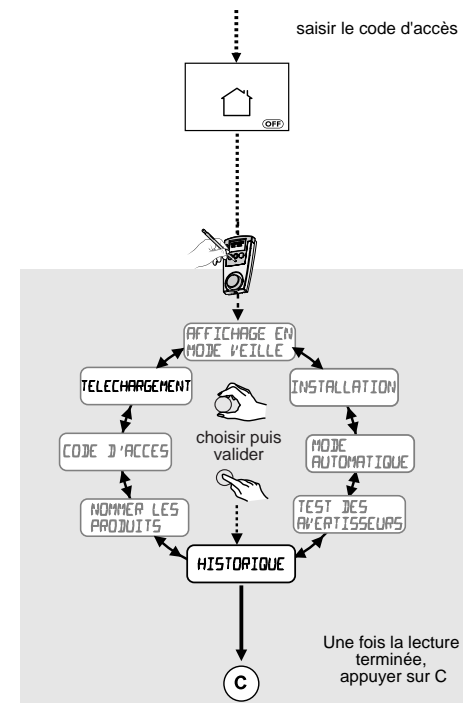 saisir le code d'accès
OFF
AFFICHAGE EN
MODE VEILLE
TELECHARGEMENT
INSTALLATION
choisir puis
valider
CODE D'ACCES
MODE
AUTOMATIQUE
NOMMER LES
PRODUITS
TEST DES
AVERTISSEURS
HISTORIQUE
Une fois la lecture
terminée,
appuyer sur C
C